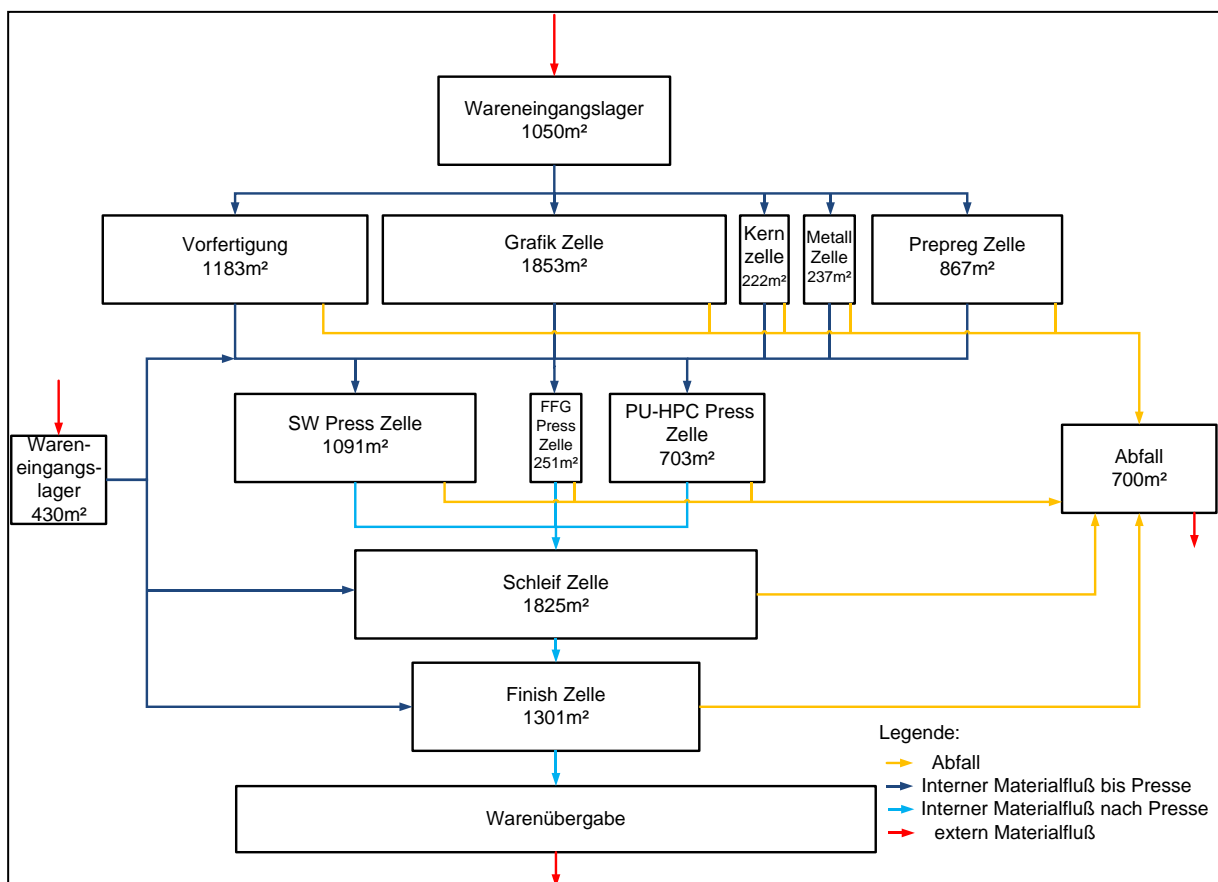 Wareneingangslager
1050m²
Vorfertigung
1183m²
Grafik Zelle
1853m²
Kern
zelle
222m²
Metall
Zelle
237m²
Prepreg Zelle
867m²
SW Press Zelle
1091m²
FFG
Press
Zelle
251m²
PU-HPC Press
Zelle
703m²
Waren-
eingangs-
lager
430m²
Abfall
700m²
Schleif Zelle
1825m²
Finish Zelle
1301m²
Warenübergabe
Legende:
Abfall
Interner Materialfluß bis Presse
Interner Materialfluß nach Presse
extern Materialfluß